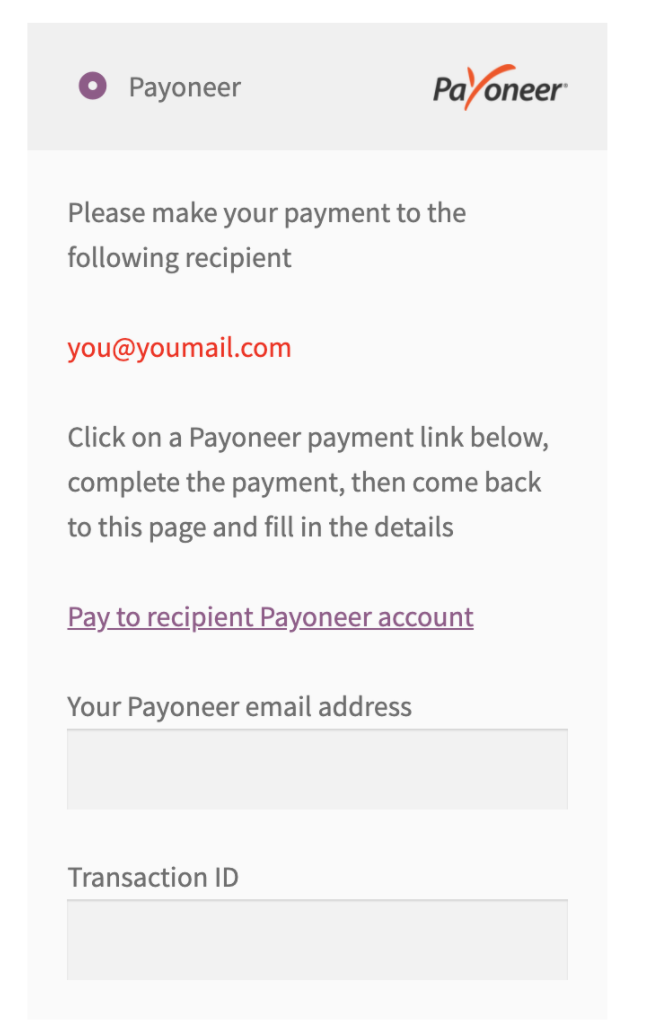 Payoneer
Payoneer
Please make your payment to the
following recipient
you@youmail.com
Click on a Payoneer payment link below,
complete the payment, then come back
to this page and fill in the details
Pay to recipient Payoneer account
Your Payoneer email address
Transaction ID